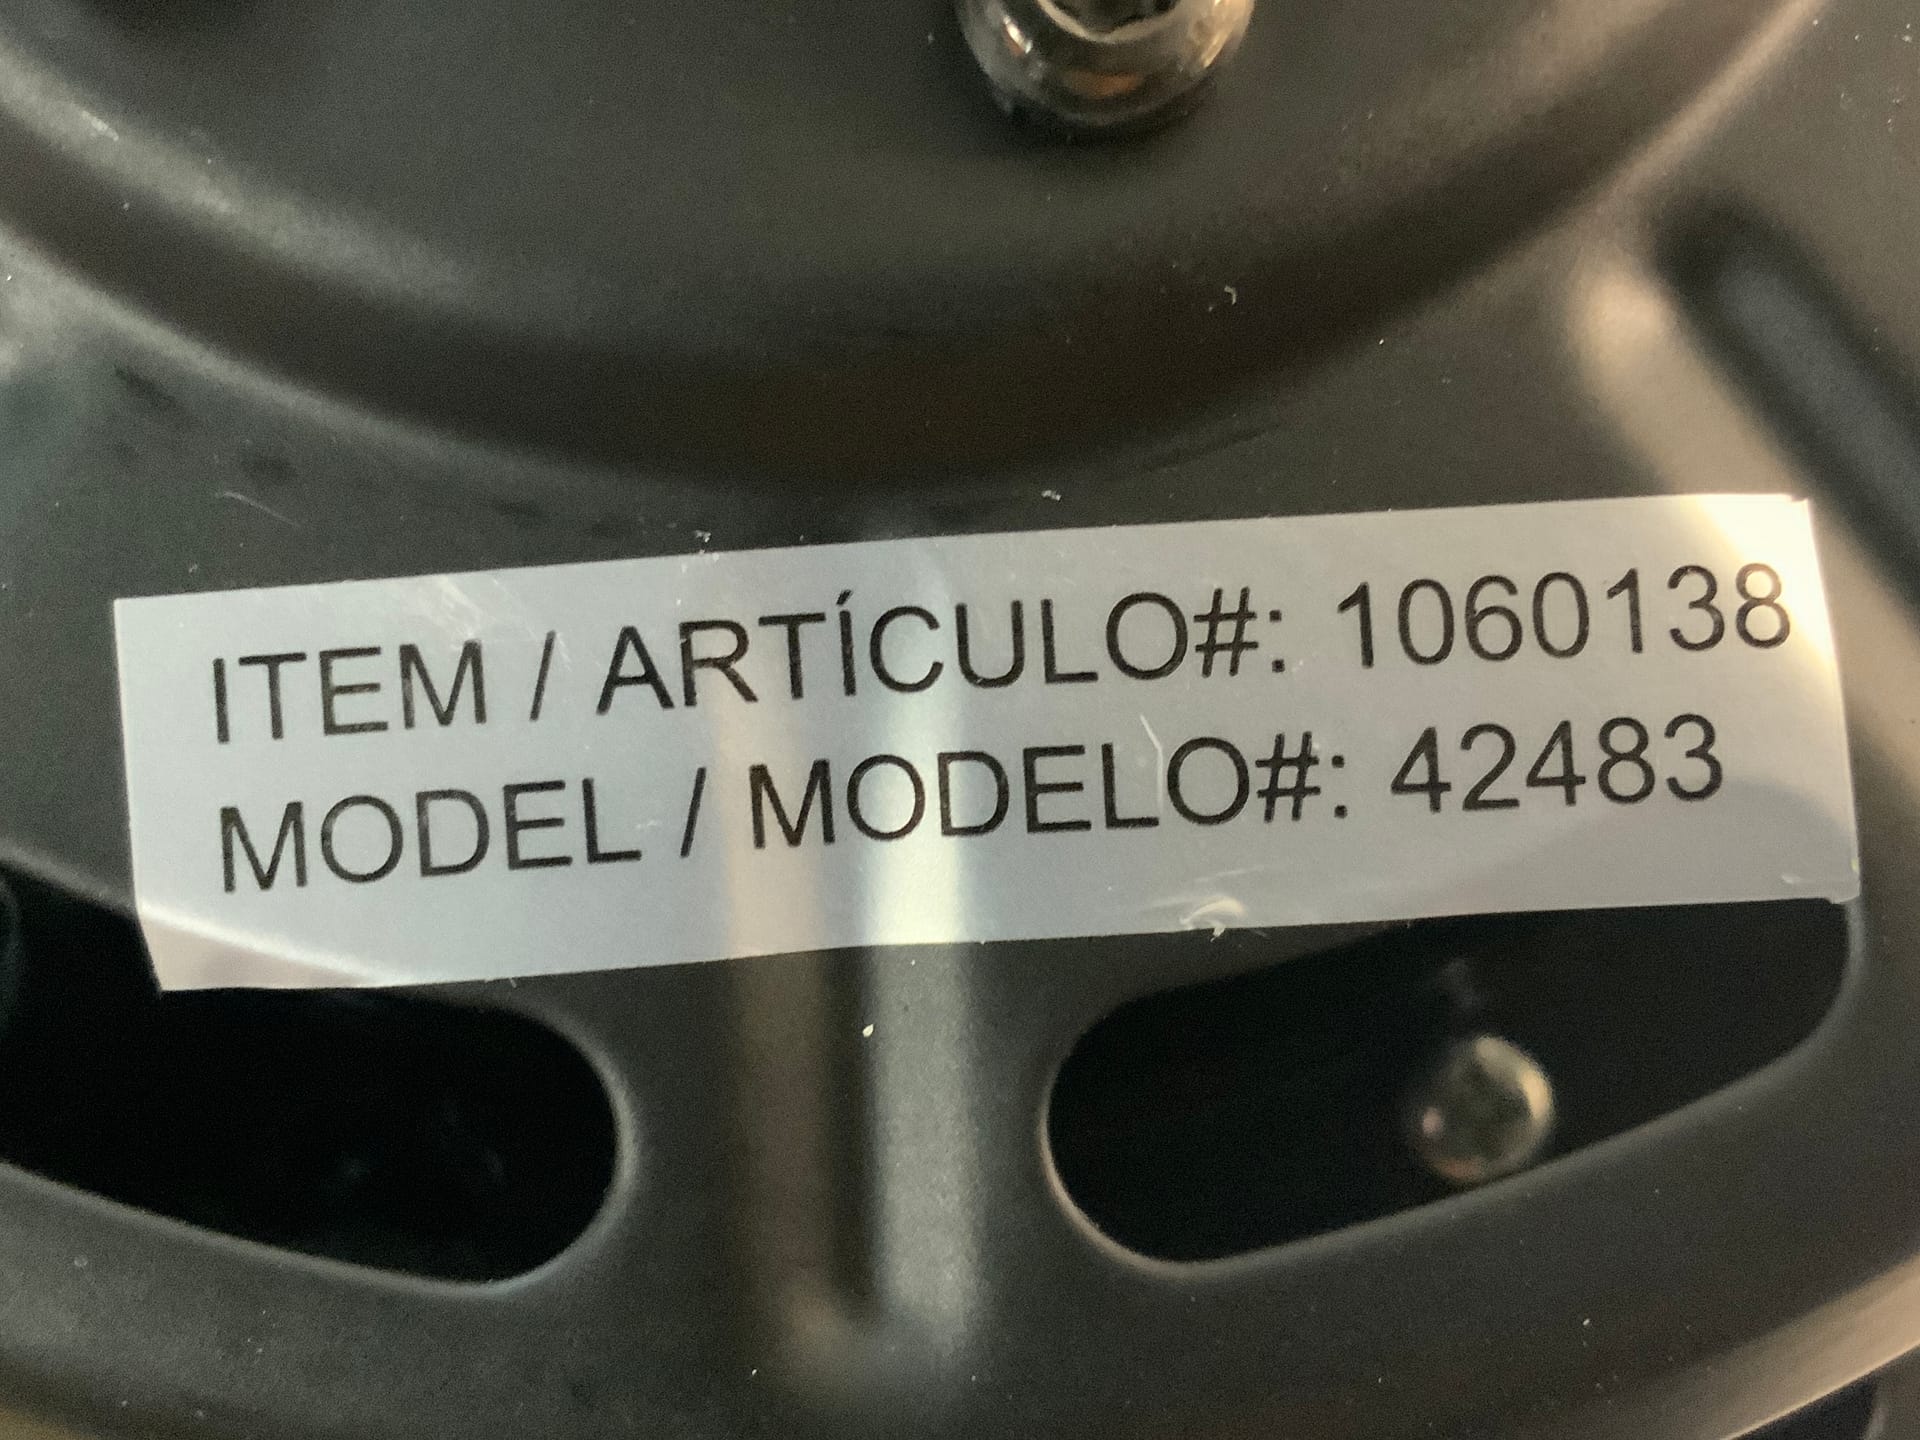 ITEM / ARTÍCULO#: 1060138
MODEL / MODELO#: 42483